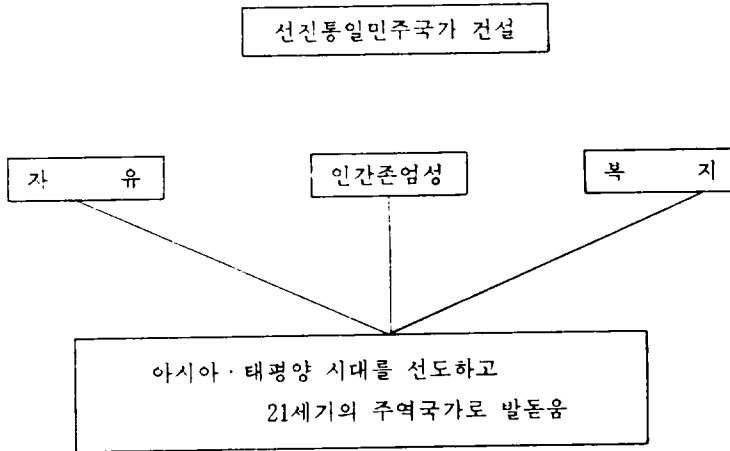 선진통일민주국가 건설
자 유
인간존엄성
복 지
아시아·태평양 시대를 선도하고
21세기의 주역국가로 발돋움